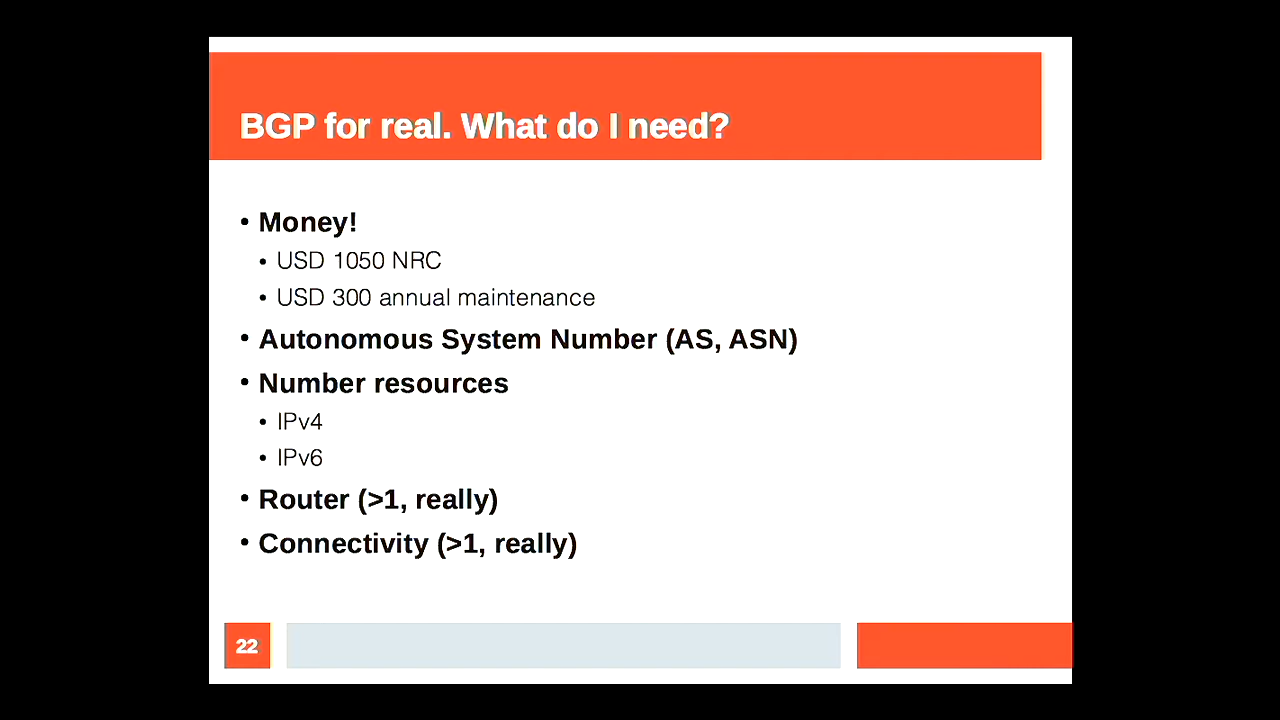 BGP for real. What do I need?
• Money!
• USD 1050 NRC
• USD 300 annual maintenance
• Autonomous System Number (AS, ASN)
• Number resources
• IPv4
• IPv6
• Router (>1, really)
• Connectivity (>1, really)
22